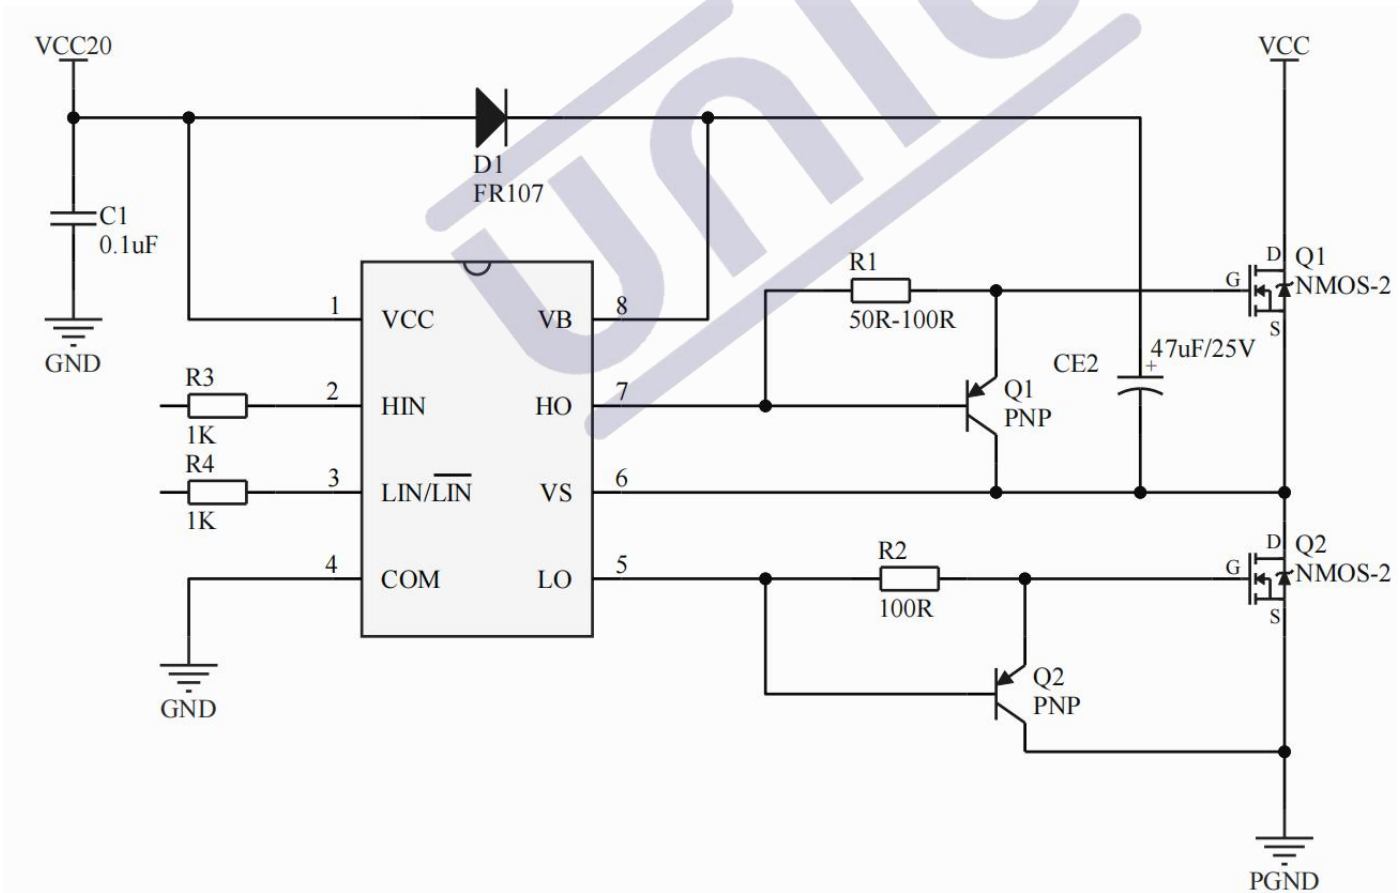 VCC20
VCC
D1
FR107
C1
0.1uF
GND
R1
50R-100R
D
Q1
G
NMOS-2
S
1
VCC
VB
8
CE2
47uF/25V
+
R3
1K
2
HIN
HO
7
Q1
PNP
R4
1K
3
LIN/L̅I̅N̅
VS
6
4
COM
LO
5
R2
100R
D
Q2
G
NMOS-2
S
GND
Q2
PNP
PGND